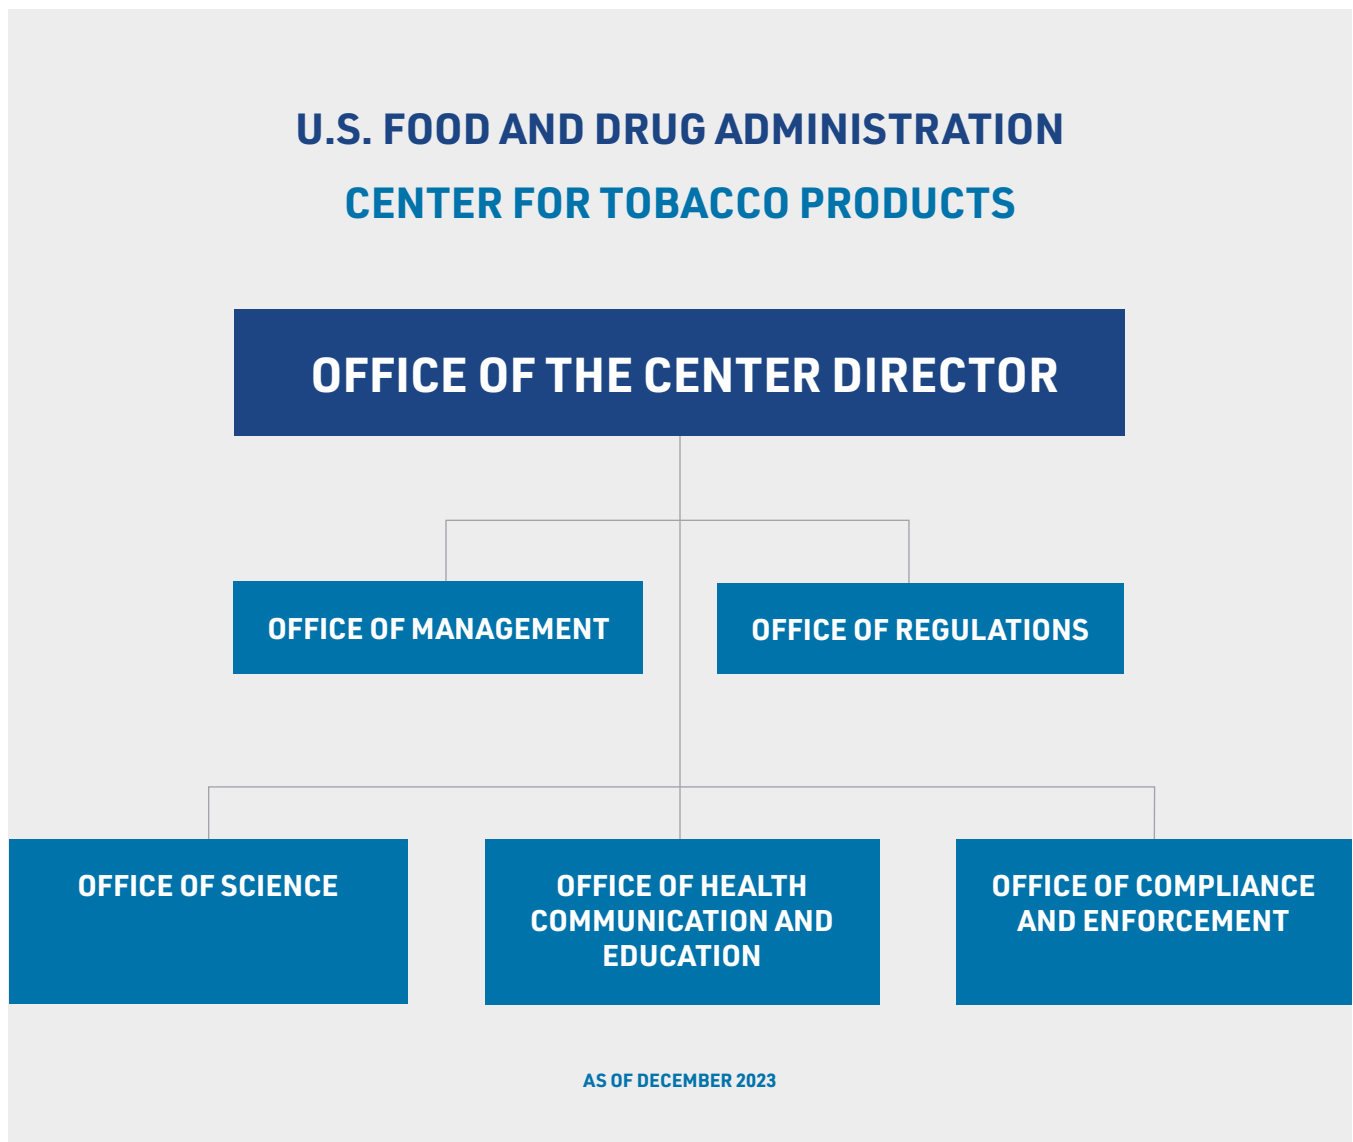 U.S. FOOD AND DRUG ADMINISTRATION
CENTER FOR TOBACCO PRODUCTS
OFFICE OF THE CENTER DIRECTOR
OFFICE OF MANAGEMENT
OFFICE OF REGULATIONS
OFFICE OF SCIENCE
OFFICE OF HEALTH
COMMUNICATION AND
EDUCATION
OFFICE OF COMPLIANCE
AND ENFORCEMENT
AS OF DECEMBER 2023